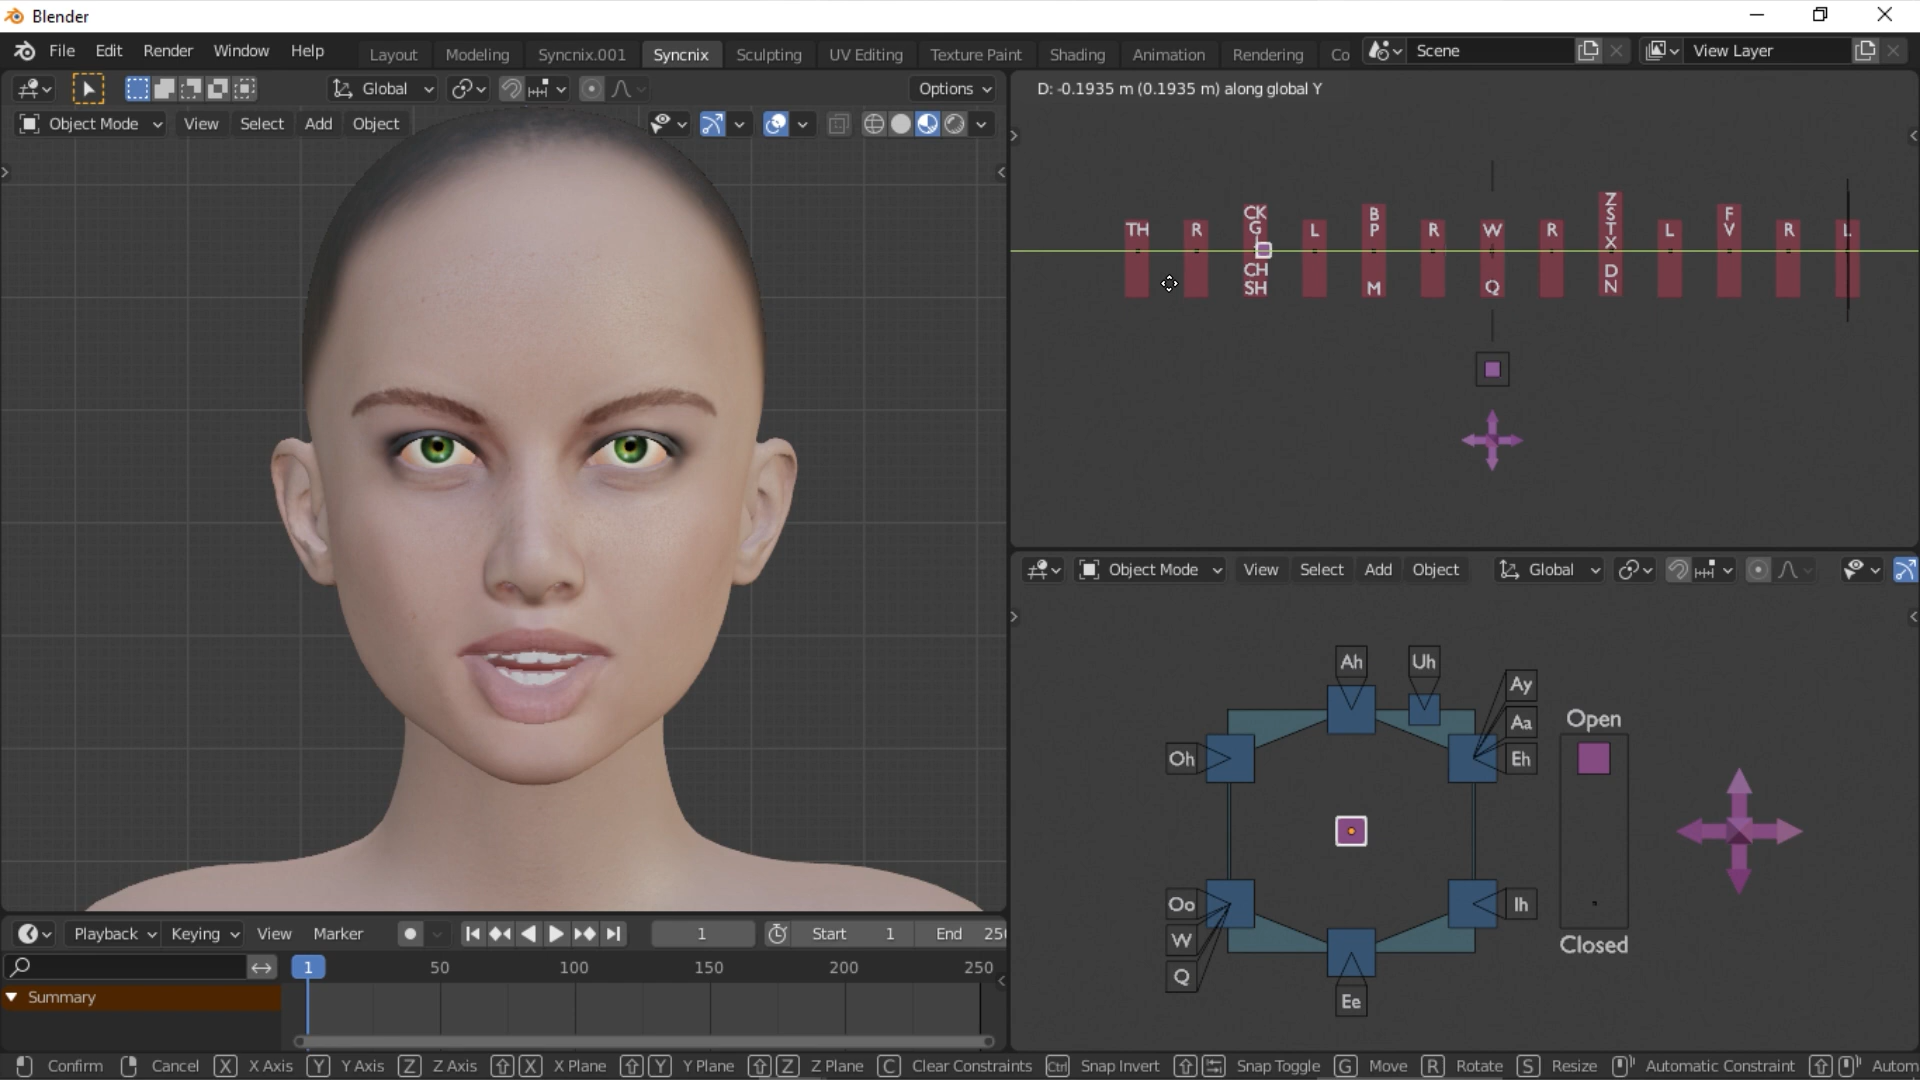 Blender
File Edit Render Window Help
Layout Modeling Syncnix.001 Syncnix Sculpting UV Editing Texture Paint Shading Animation Rendering Co
Scene
View Layer
Global
Options
D: -0.1935 m (0.1935 m) along global Y
Object Mode View Select Add Object
TH R CK L B R W R Z L F R L
G P S V
T
X
CH D
SH M Q N
Object Mode View Select Add Object Global
Ah Uh
Ay
Aa
Open
Oh Eh
Oo Ih
W
Closed
Q
Ee
Playback Keying View Marker 1 Start 1 End 25
1 50 100 150 200 250
Summary
Confirm Cancel X X Axis Y Y Axis Z Z Axis X X Plane Y Y Plane Z Z Plane C Clear Constraints Ctrl Snap Invert Snap Toggle G Move R Rotate S Resize Automatic Constraint Autom